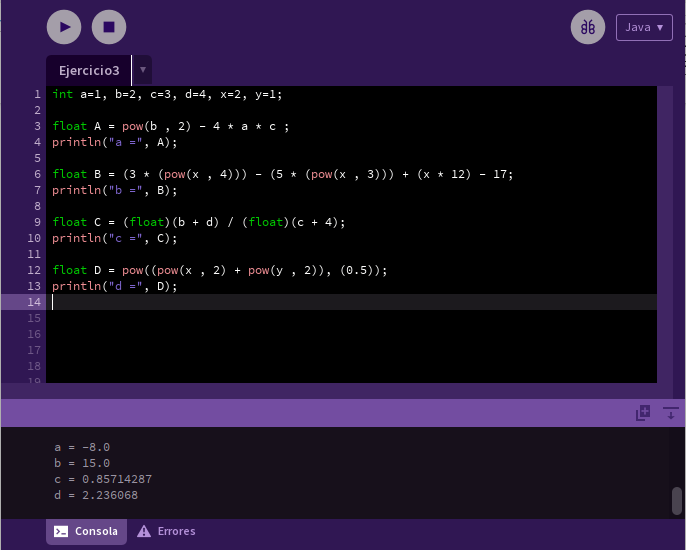 Java ▾
Ejercicio3 ▾
1 int a=1, b=2, c=3, d=4, x=2, y=1;
2
3 float A = pow(b , 2) - 4 * a * c ;
4 println("a =", A);
5
6 float B = (3 * (pow(x , 4))) - (5 * (pow(x , 3))) + (x * 12) - 17;
7 println("b =", B);
8
9 float C = (float)(b + d) / (float)(c + 4);
10 println("c =", C);
11
12 float D = pow((pow(x , 2) + pow(y , 2)), (0.5));
13 println("d =", D);
14
15
16
17
18
19
a = -8.0
b = 15.0
c = 0.85714287
d = 2.236068
Consola Errores